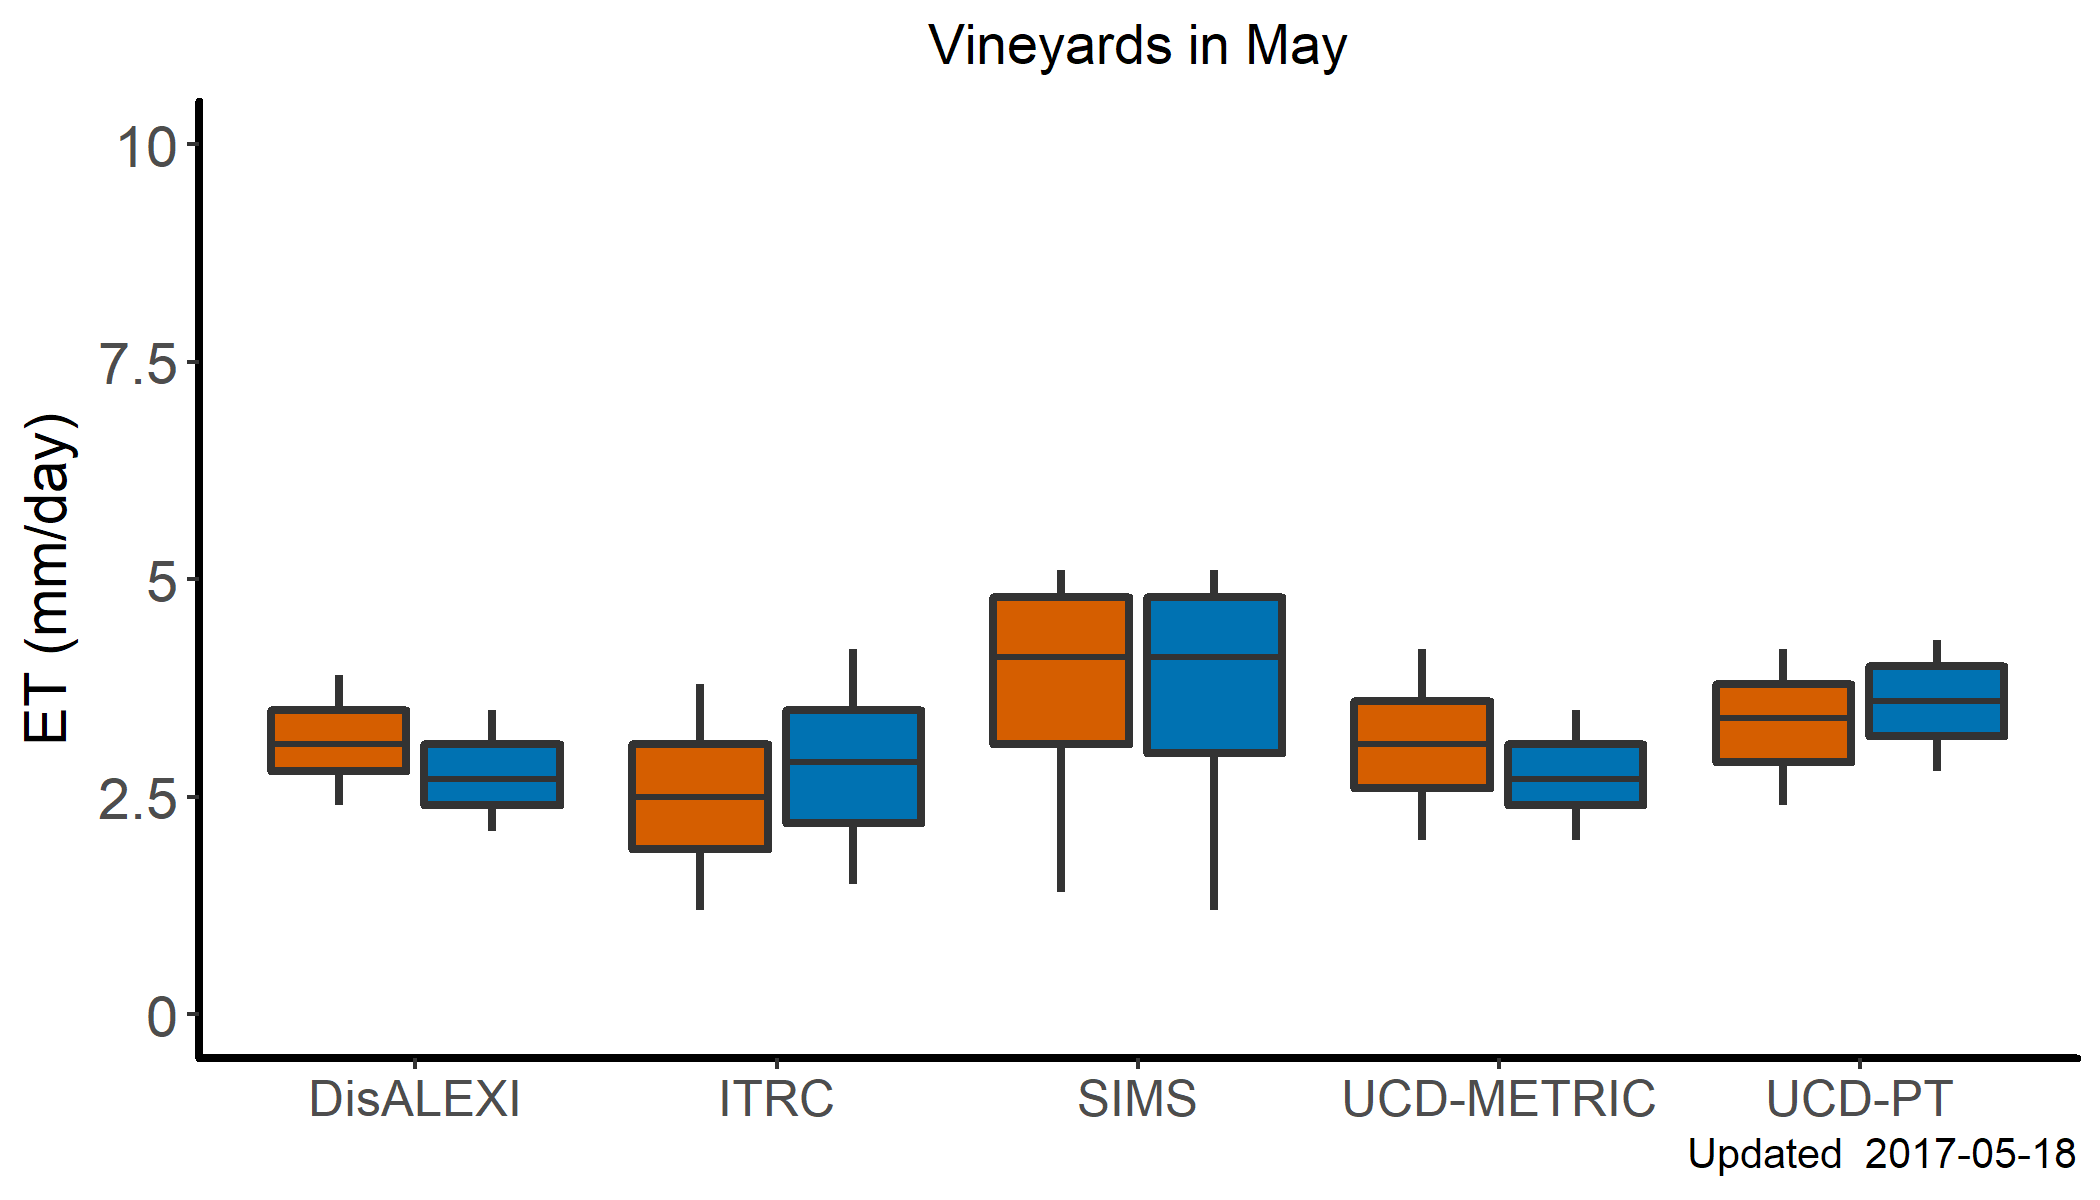 Vineyards in May
ET (mm/day)
10
7.5
5
2.5
0
DisALEXI ITRC SIMS UCD-METRIC UCD-PT
Updated 2017-05-18